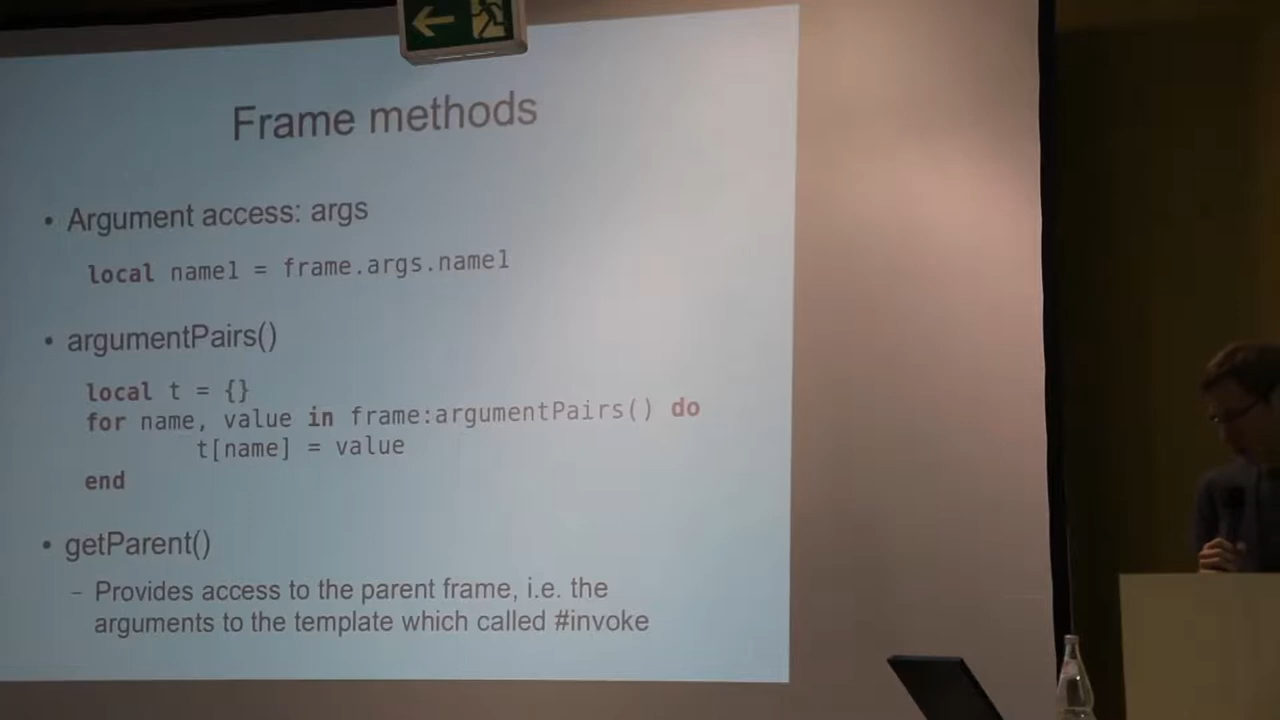 Frame methods
• Argument access: args
local name1 = frame.args.name1
• argumentPairs()
local t = {}
for name, value in frame:argumentPairs() do
t[name] = value
end
• getParent()
– Provides access to the parent frame, i.e. the
arguments to the template which called #invoke